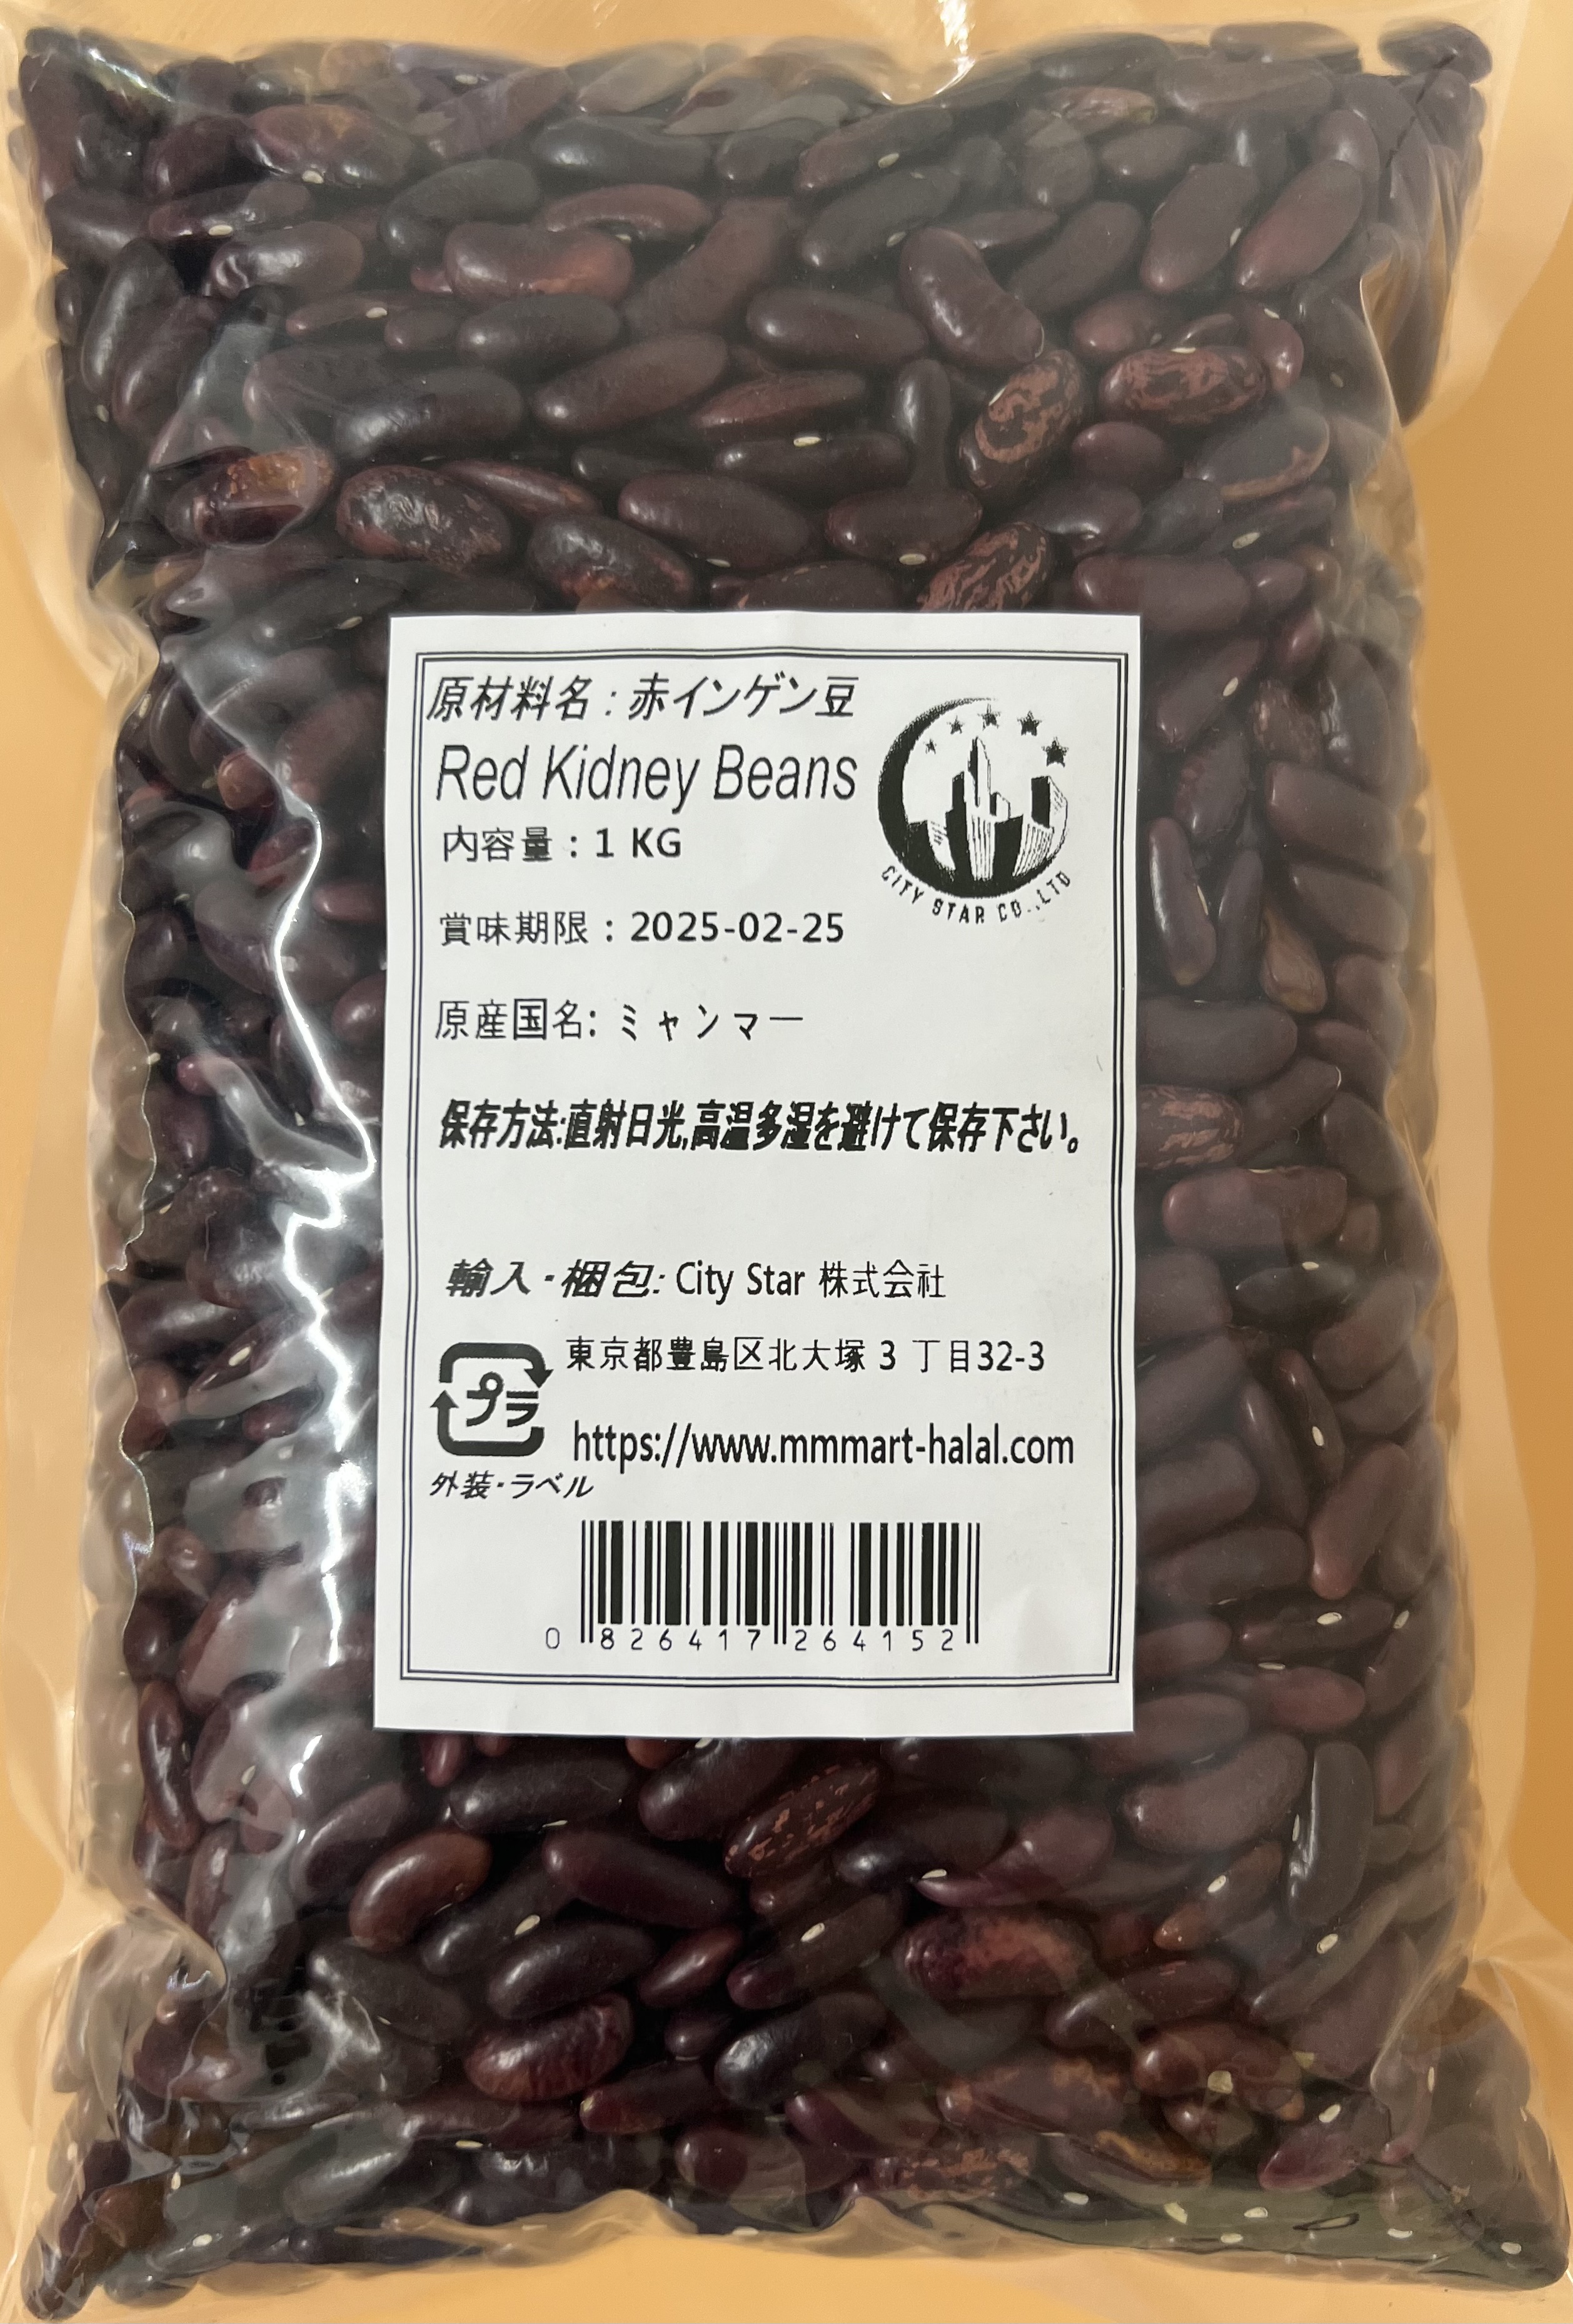 原材料名：赤インゲン豆
Red Kidney Beans
CITY STAR CO.,LTD
内容量：1 KG
賞味期限：2025-02-25
原産国名: ミャンマー
保存方法:直射日光,高温多湿を避けて保存下さい。
輸入・梱包: City Star 株式会社
東京都豊島区北大塚 3 丁目32-3
プラ
https://www.mmmart-halal.com
外装・ラベル
0 826417 264152